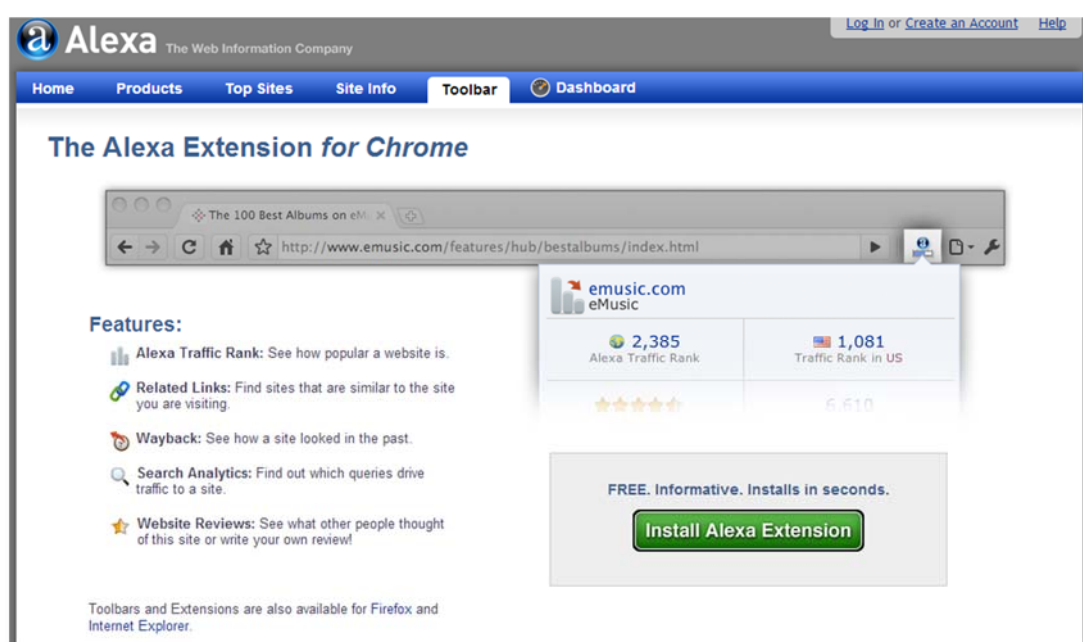 Log In or Create an Account Help
a Alexa The Web Information Company
Home Products Top Sites Site Info Toolbar Dashboard
The Alexa Extension for Chrome
The 100 Best Albums on eM
http://www.emusic.com/features/hub/bestalbums/index.html
emusic.com
eMusic
2,385
Alexa Traffic Rank
1,081
Traffic Rank in US
6,610
Features:
Alexa Traffic Rank: See how popular a website is.
Related Links: Find sites that are similar to the site
you are visiting.
Wayback: See how a site looked in the past.
Search Analytics: Find out which queries drive
traffic to a site.
Website Reviews: See what other people thought
of this site or write your own review!
FREE. Informative. Installs in seconds.
Install Alexa Extension
Toolbars and Extensions are also available for Firefox and
Internet Explorer.